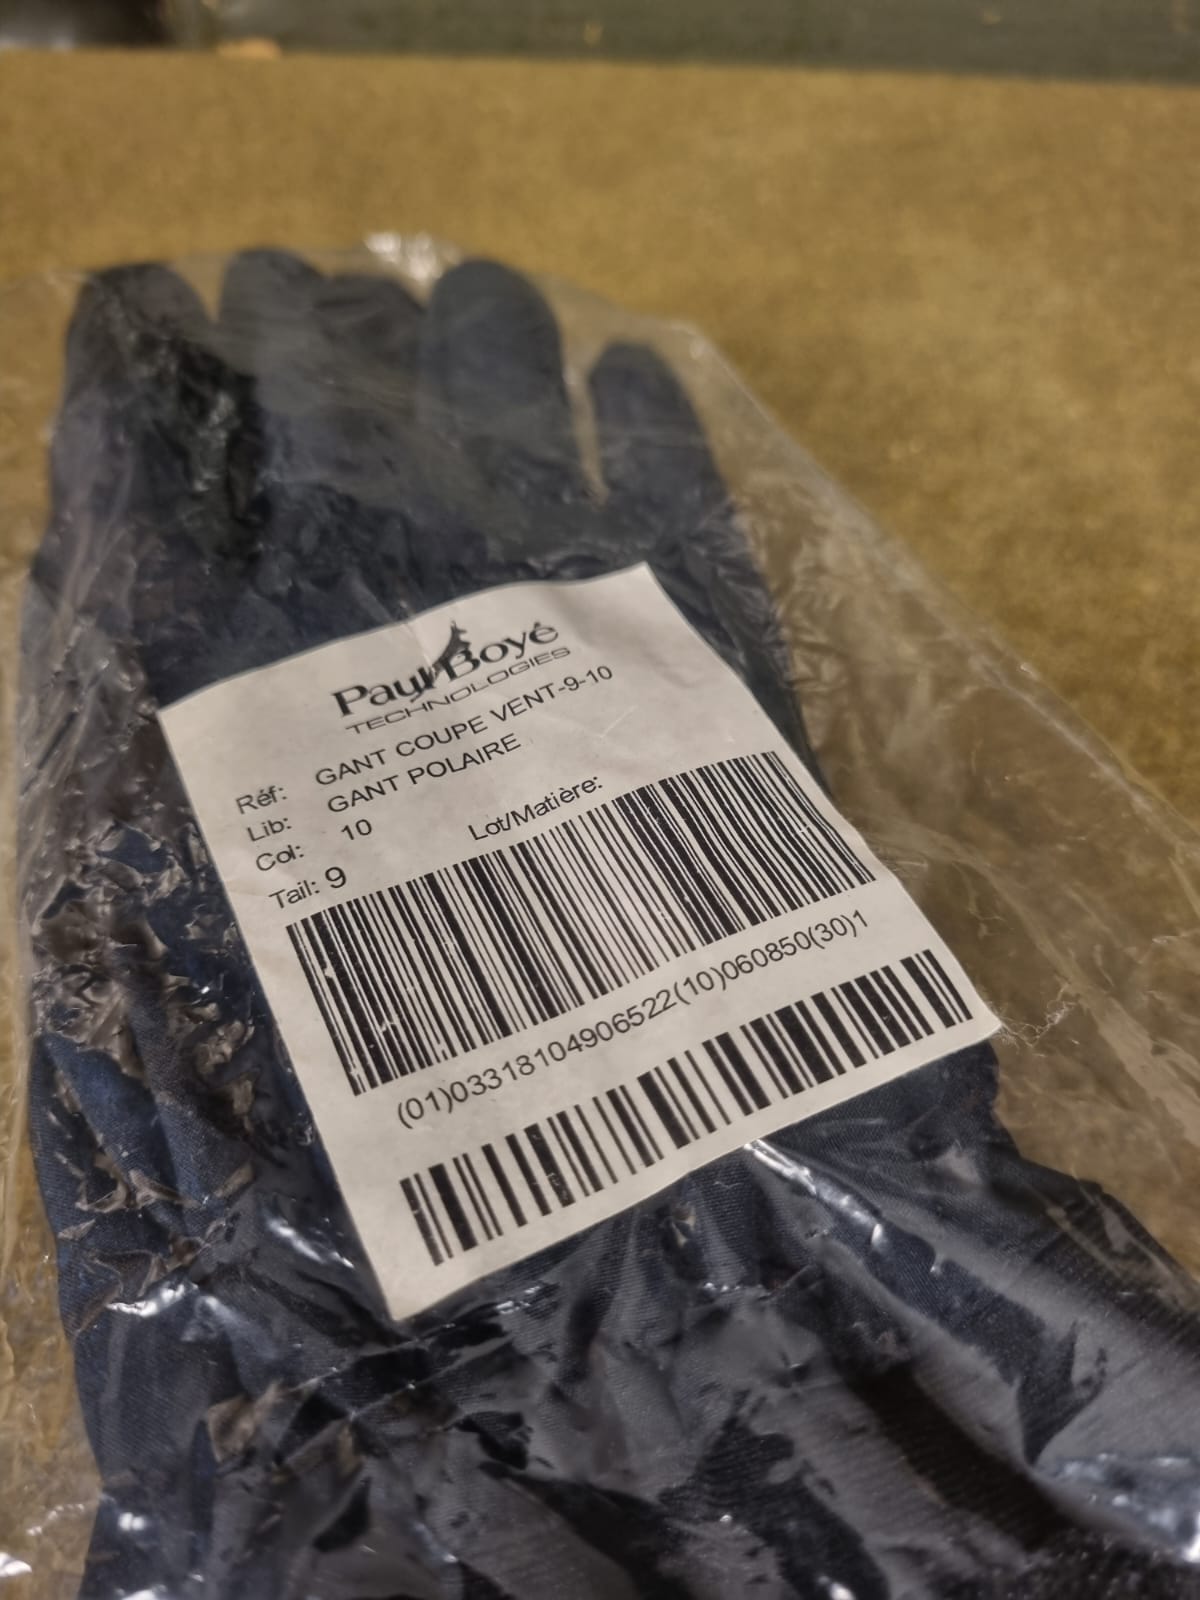 Paul Boyé
TECHNOLOGIES
Réf: GANT COUPE VENT-9-10
Lib: GANT POLAIRE
Col: 10 Lot/Matière:
Tail: 9
(01)03318104906522(10)060850(30)1